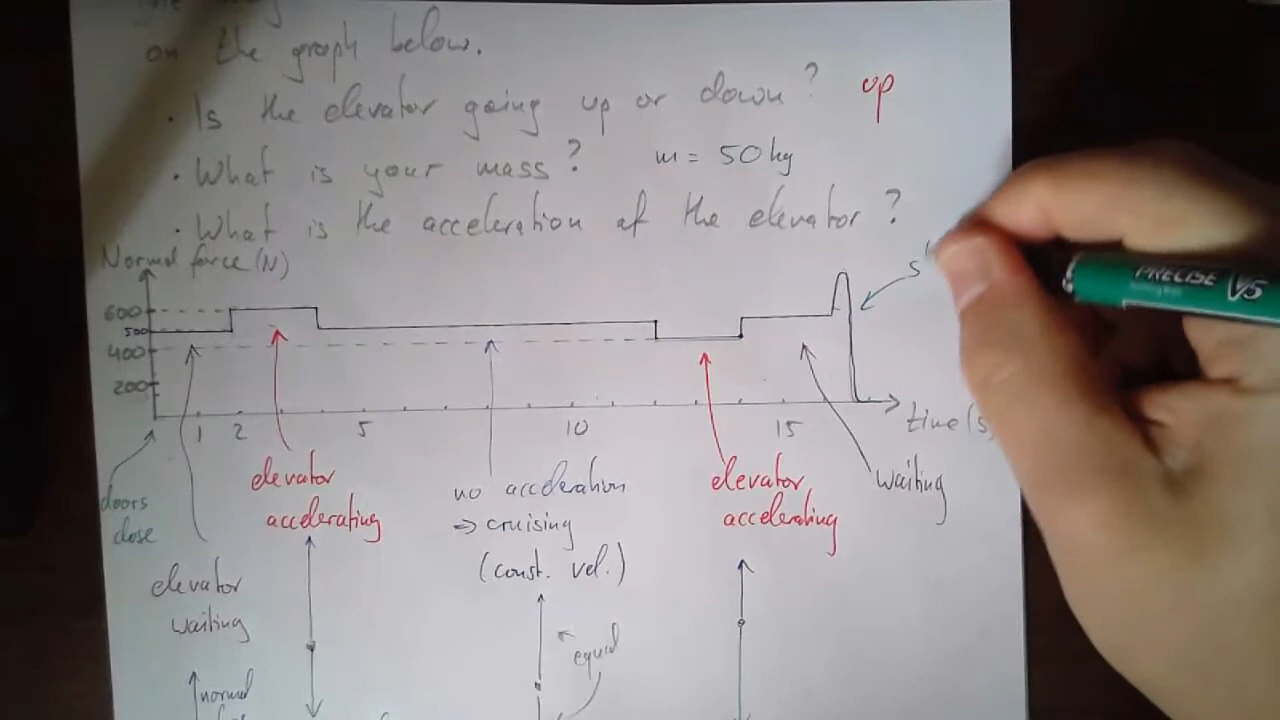 on the graph below.
· Is the elevator going up or down? up
· What is your mass? m = 50 kg
· What is the acceleration of the elevator?
Normal force (N)
600
500
400
200
1 2 5 10 15
time (s
doors
close
elevator
waiting
elevator
accelerating
no acceleration
⇒ cruising
(const. vel.)
elevator
accelerating
waiting
equal
normal
PRECISE V5